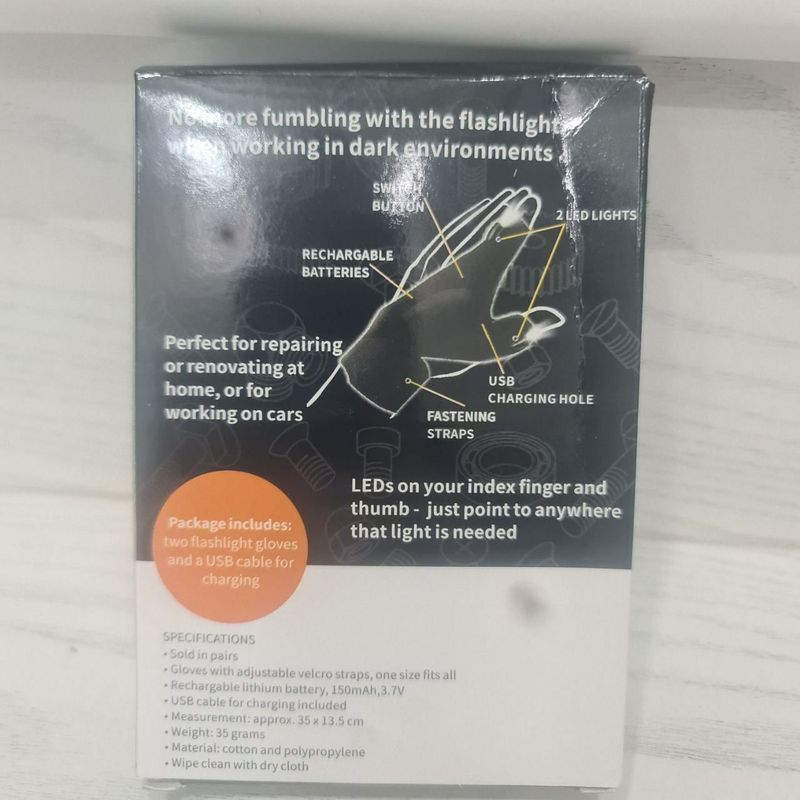 No more fumbling with the flashlight
when working in dark environments
SWITCH
BUTTON
2 LED LIGHTS
RECHARGABLE
BATTERIES
Perfect for repairing
or renovating at
home, or for
working on cars
USB
CHARGING HOLE
FASTENING
STRAPS
LEDs on your index finger and
thumb - just point to anywhere
that light is needed
Package includes:
two flashlight gloves
and a USB cable for
charging
SPECIFICATIONS
• Sold in pairs
• Gloves with adjustable velcro straps, one size fits all
• Rechargable lithium battery, 150mAh,3.7V
• USB cable for charging included
• Measurement: approx. 35 x 13.5 cm
• Weight: 35 grams
• Material: cotton and polypropylene
• Wipe clean with dry cloth